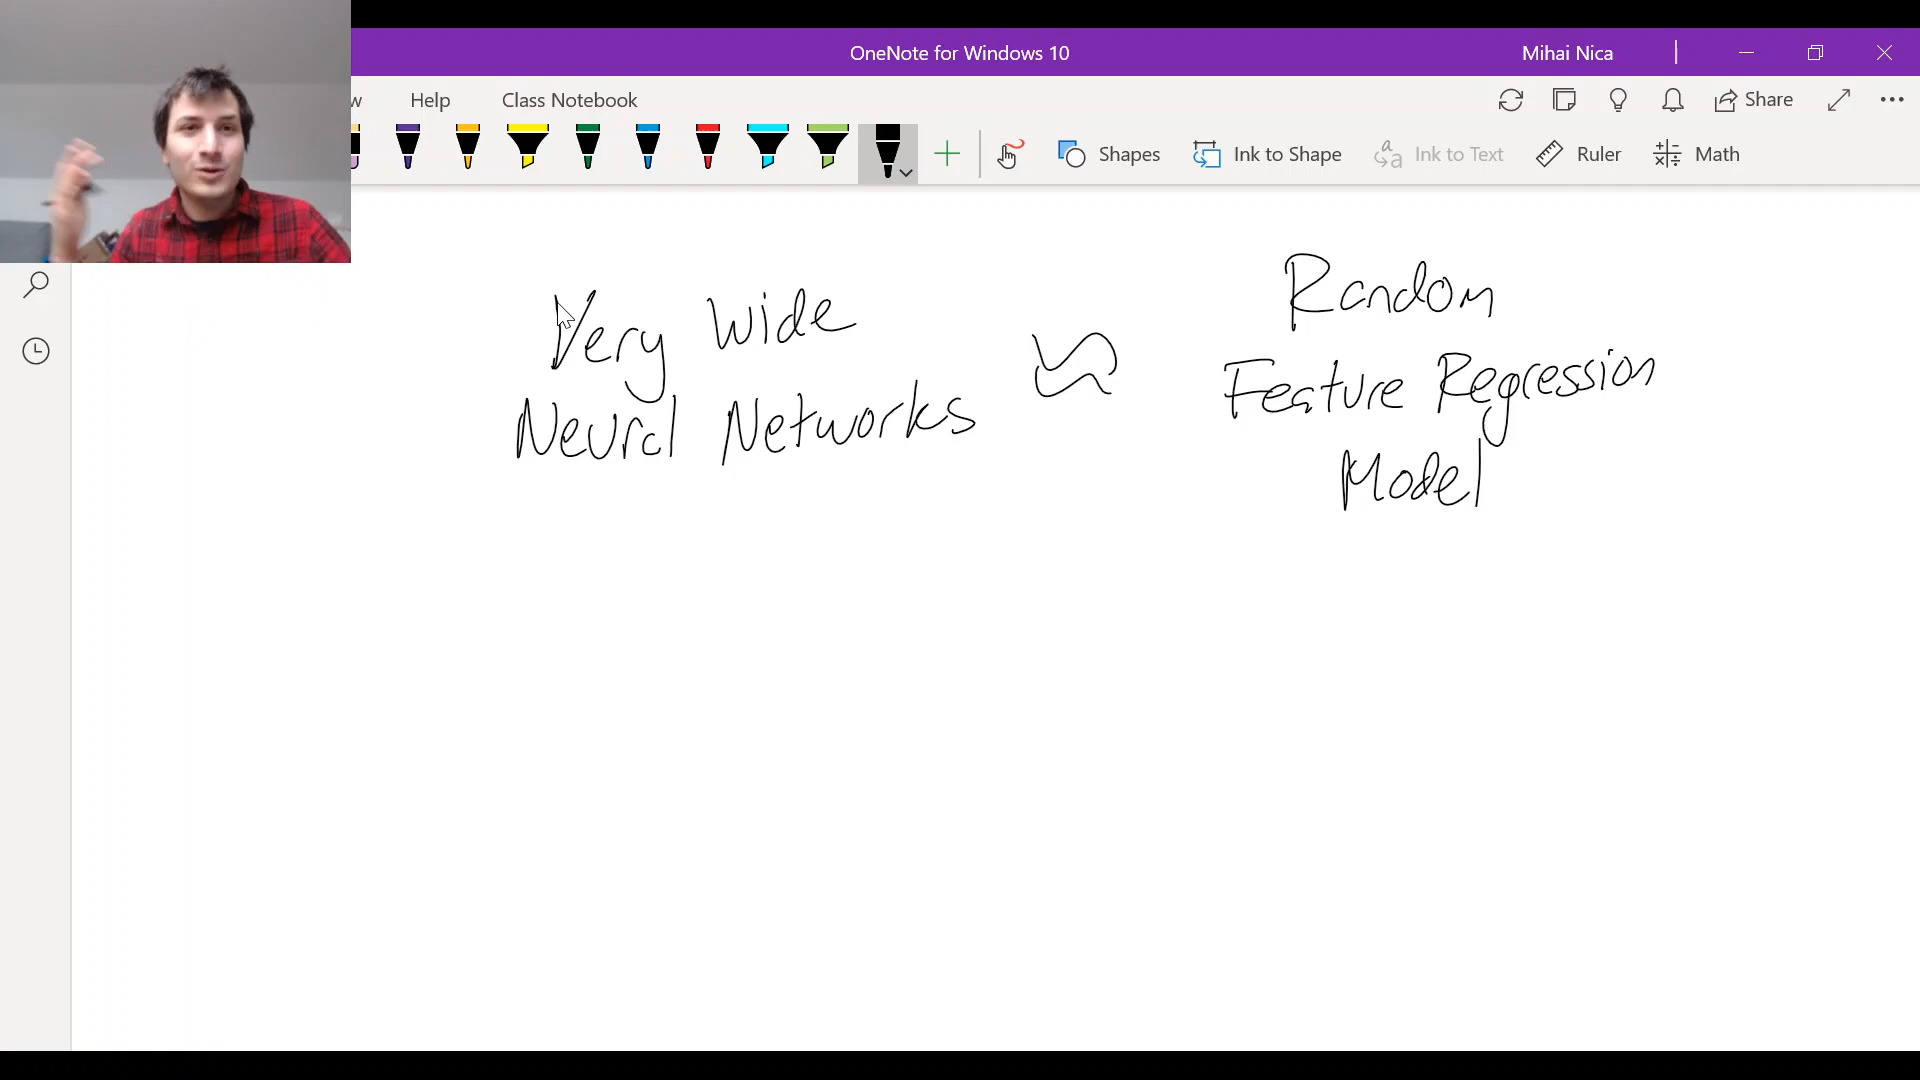 OneNote for Windows 10
Mihai Nica
w
Help
Class Notebook
Share
Shapes
Ink to Shape
Ink to Text
Ruler
Math
Very Wide
Neural Networks
≈
Random
Feature Regression
Model